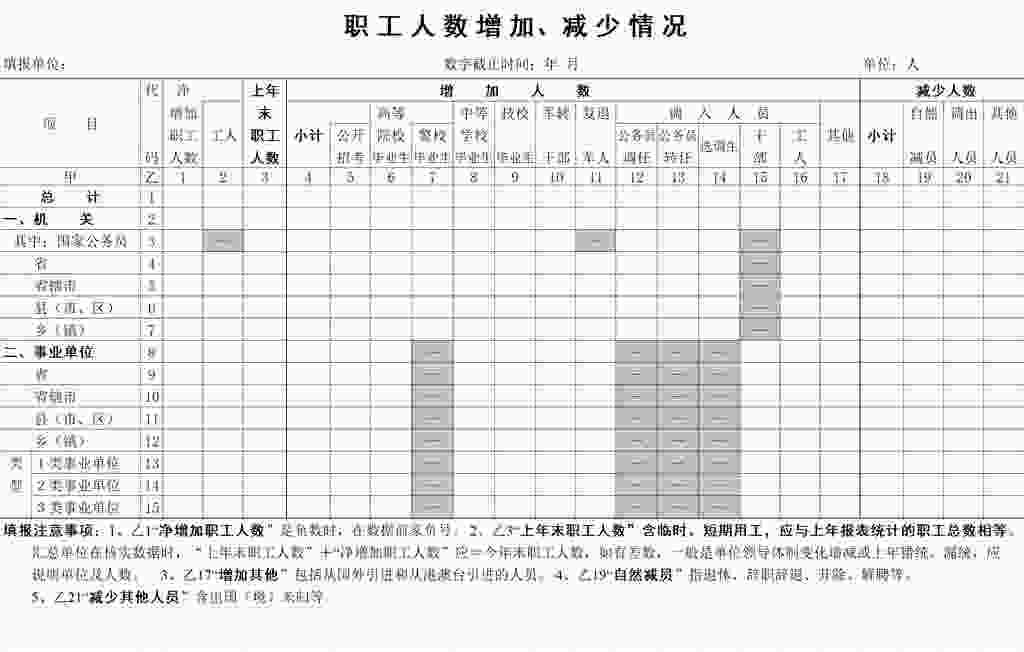 职工人数增加、减少情况
填报单位： 数字截止时间：年 月 单位：人
项 目 代 码 净增加职工人数 工人 上年末职工人数 增 加 人 数 减少人数
小计 公开招考 高等院校毕业生 警校毕业生 中等学校毕业生 技校毕业生 军转干部 复退军人 调 入 人 员 其他 小计 自然减员 调出人员 其他人员
公务员调任 公务员转任 选调生 干部 工人
甲 乙 1 2 3 4 5 6 7 8 9 10 11 12 13 14 15 16 17 18 19 20 21
总 计 1
一、机 关 2
其中：国家公务员 3 — — —
省 4 —
省辖市 5 —
县（市、区） 6 —
乡（镇） 7 —
二、事业单位 8 — — — —
省 9 — — — —
省辖市 10 — — — —
县（市、区） 11 — — — —
乡（镇） 12 — — — —
类型 1类事业单位 13 — — — —
2类事业单位 14 — — — —
3类事业单位 15 — — — —
填报注意事项：1、乙1“净增加职工人数”是负数时，在数据前冢负号。2、乙3“上年末职工人数”含临时、短期用工，应与上年报表统计的职工总数相等。
汇总单位在核实数据时，“上年末职工人数”+“净增加职工人数”应＝今年末职工人数，如有差数，一般是单位领导体制变化增减或上年错统、漏统，应
说明单位及人数。 3、乙17“增加其他”包括从国外引进和从港澳台引进的人员。4、乙19“自然减员”指退休、辞职辞退、开除、解聘等。
5、乙21“减少其他人员”含出国（境）未归等。